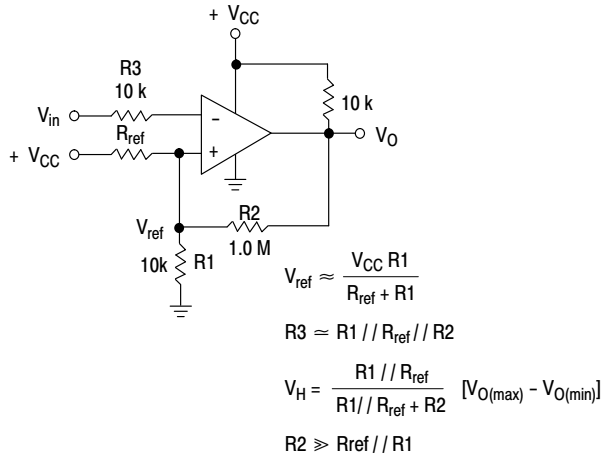 + VCC
R3
10 k
10 k
Vin
–
VO
Rref
+ VCC
+
R2
Vref
1.0 M
10k
R1
Vref ≈ VCC R1 / Rref + R1
R3 ≃ R1 // Rref // R2
VH = R1 // Rref / R1// Rref + R2 [VO(max) – VO(min)]
R2 ≫ Rref // R1